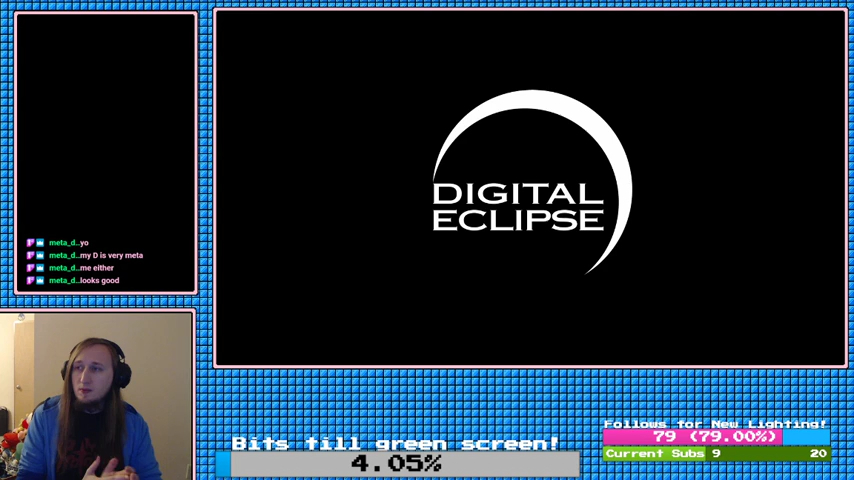 DIGITAL
ECLIPSE
meta_d..yo
meta_d..my D is very meta
meta_d..me either
meta_d..looks good
Bits till green screen!
4.05%
Follows for New Lighting!
79 (79.00%)
Current Subs 9 20